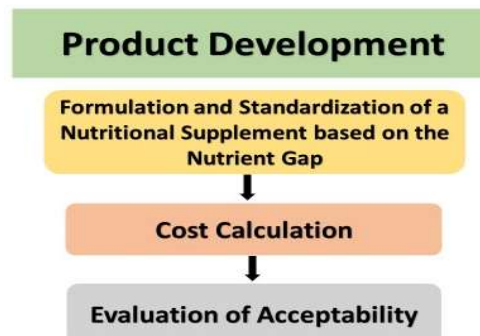 Product Development
Formulation and Standardization of a
Nutritional Supplement based on the
Nutrient Gap
Cost Calculation
Evaluation of Acceptability